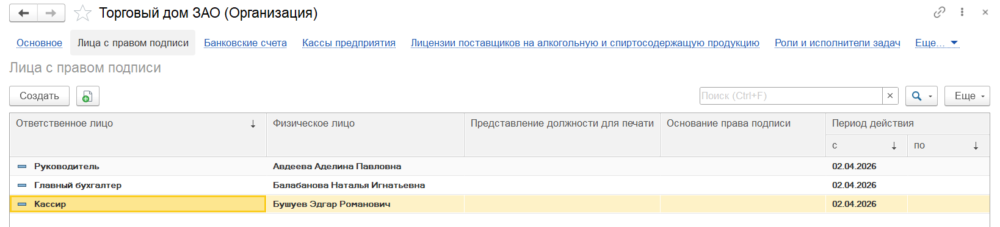 Торговый дом ЗАО (Организация)
Основное Лица с правом подписи Банковские счета Кассы предприятия Лицензии поставщиков на алкогольную и спиртосодержащую продукцию Роли и исполнители задач Еще...
Лица с правом подписи
Создать Поиск (Ctrl+F) × Еще
Ответственное лицо ↓ Физическое лицо Представление должности для печати Основание права подписи Период действия
с ↓ по ↓
Руководитель Авдеева Аделина Павловна 02.04.2026
Главный бухгалтер Балабанова Наталья Игнатьевна 02.04.2026
Кассир Бушуев Эдгар Романович 02.04.2026